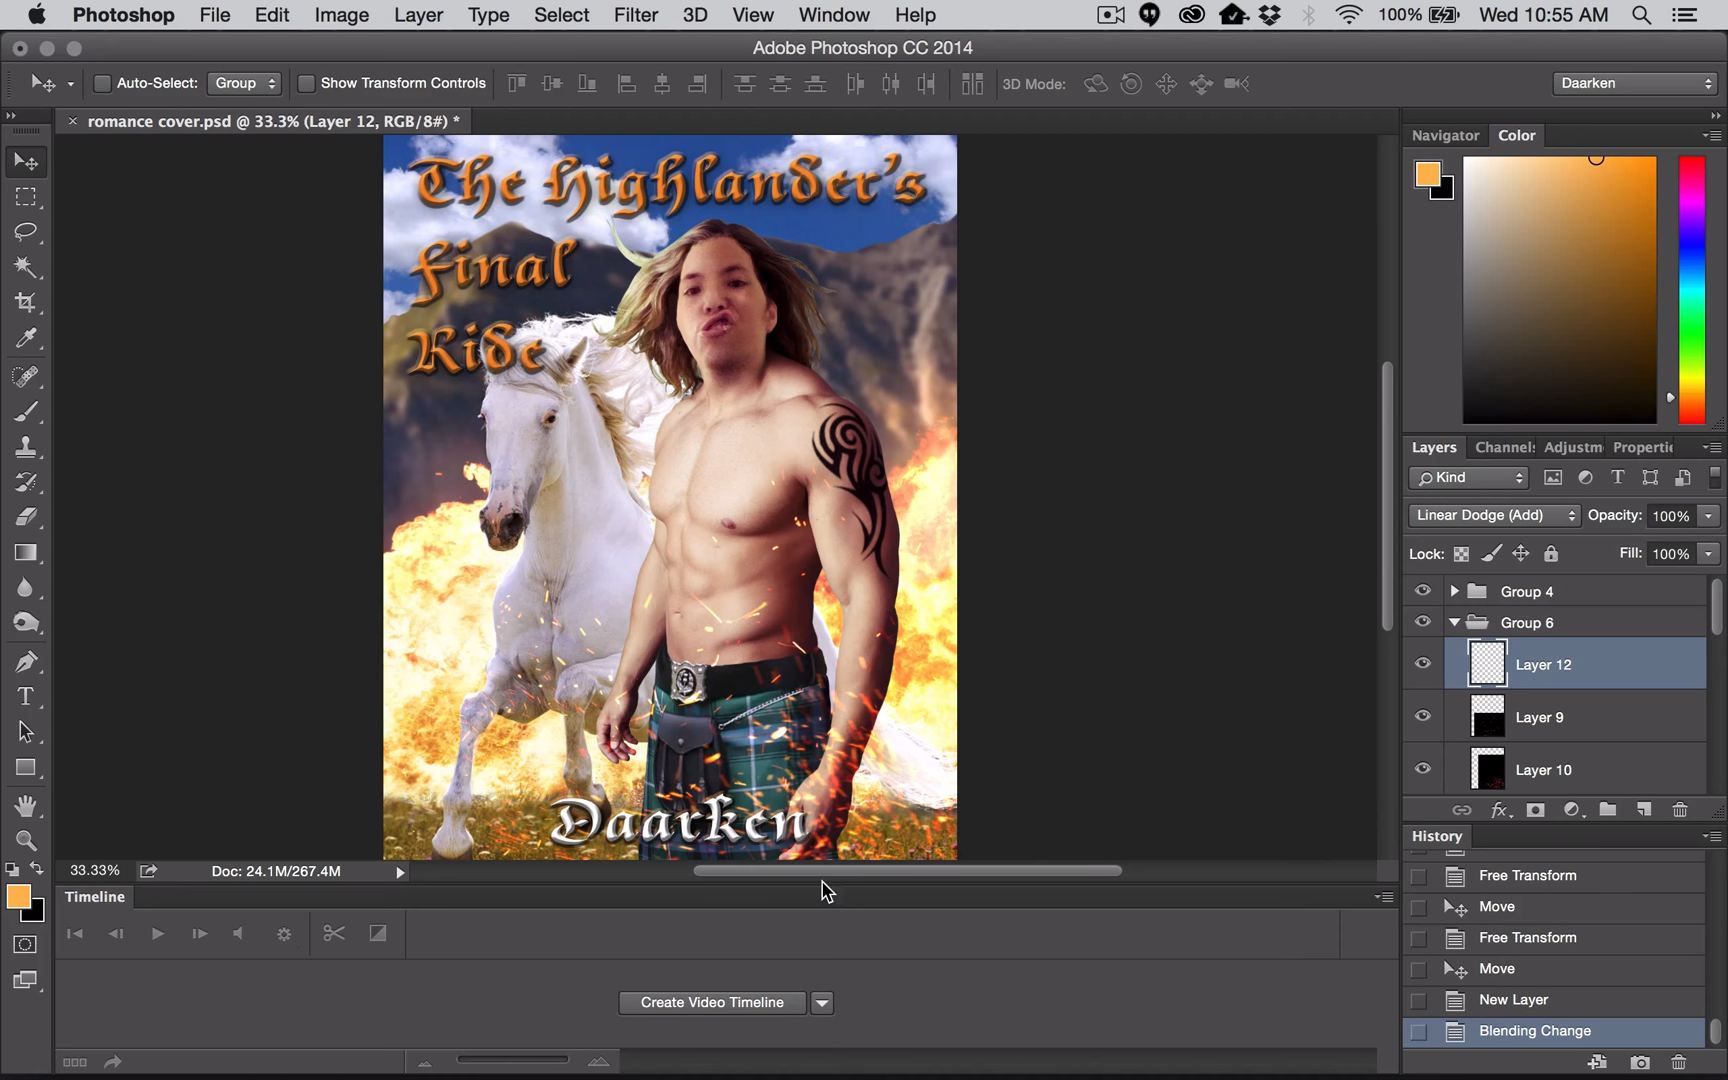 Photoshop File Edit Image Layer Type Select Filter 3D View Window Help 100% Wed 10:55 AM
Adobe Photoshop CC 2014
Auto-Select: Group Show Transform Controls 3D Mode: Daarken
romance cover.psd @ 33.3% (Layer 12, RGB/8#) *
Navigator Color
The Highlander's
Final
Ride
Daarken
Layers Channels Adjustm Properti
Kind
Linear Dodge (Add) Opacity: 100%
Lock: Fill: 100%
Group 4
Group 6
Layer 12
Layer 9
Layer 10
fx
History
Free Transform
Move
Free Transform
Move
New Layer
Blending Change
33.33% Doc: 24.1M/267.4M
Timeline
Create Video Timeline